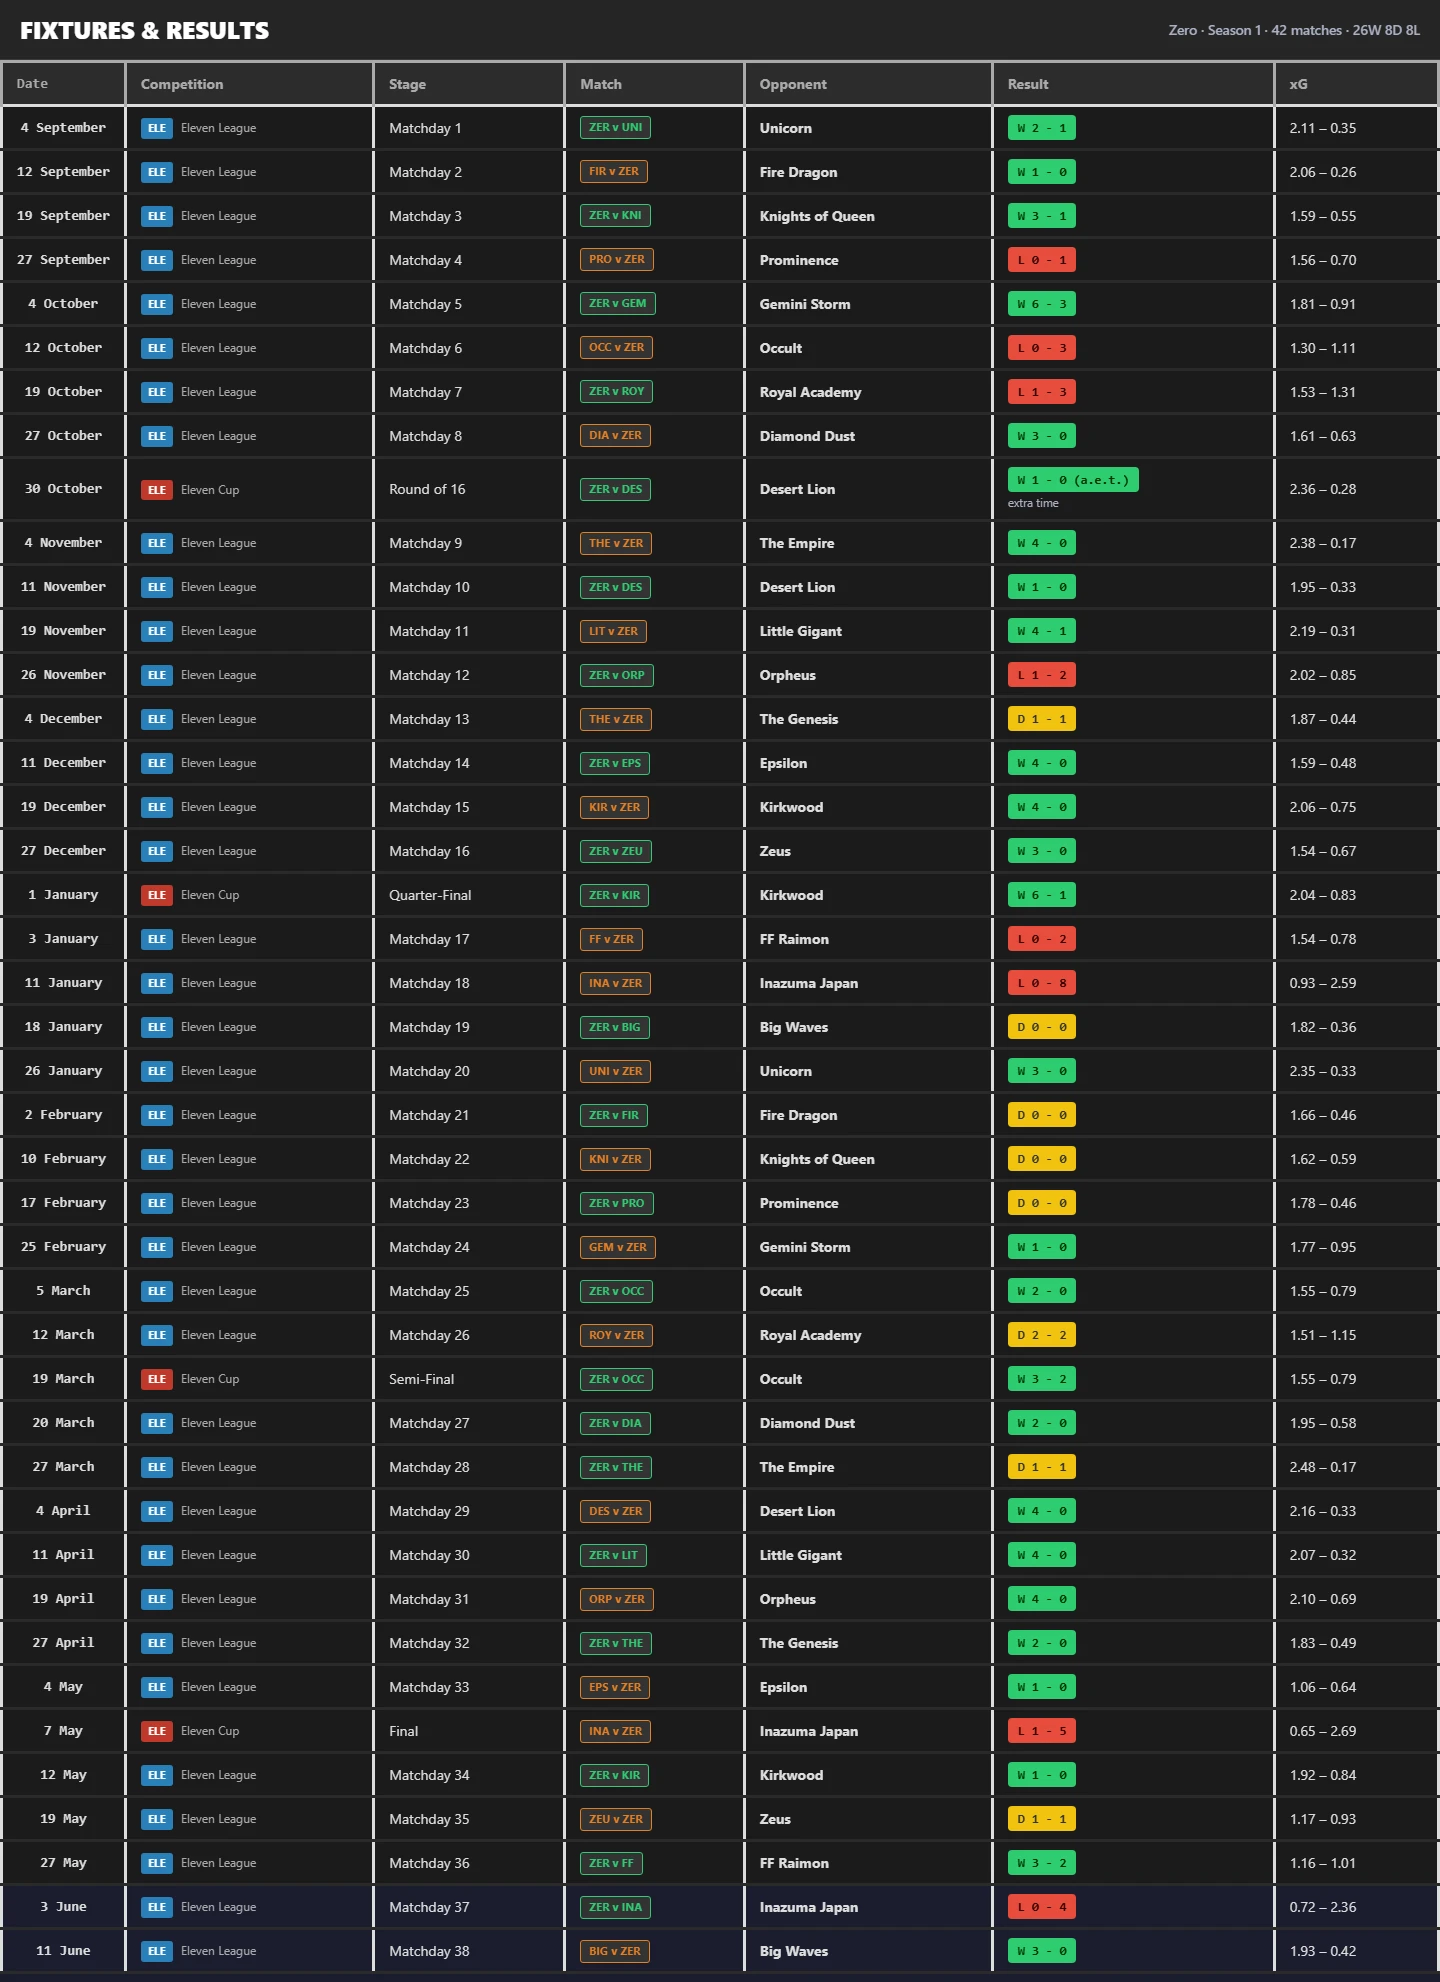 FIXTURES & RESULTS
Zero · Season 1 · 42 matches · 26W 8D 8L
Date Competition Stage Match Opponent Result xG
4 September ELE Eleven League Matchday 1 ZER v UNI Unicorn W 2 - 1 2.11 – 0.35
12 September ELE Eleven League Matchday 2 FIR v ZER Fire Dragon W 1 - 0 2.06 – 0.26
19 September ELE Eleven League Matchday 3 ZER v KNI Knights of Queen W 3 - 1 1.59 – 0.55
27 September ELE Eleven League Matchday 4 PRO v ZER Prominence L 0 - 1 1.56 – 0.70
4 October ELE Eleven League Matchday 5 ZER v GEM Gemini Storm W 6 - 3 1.81 – 0.91
12 October ELE Eleven League Matchday 6 OCC v ZER Occult L 0 - 3 1.30 – 1.11
19 October ELE Eleven League Matchday 7 ZER v ROY Royal Academy L 1 - 3 1.53 – 1.31
27 October ELE Eleven League Matchday 8 DIA v ZER Diamond Dust W 3 - 0 1.61 – 0.63
30 October ELE Eleven Cup Round of 16 ZER v DES Desert Lion W 1 - 0 (a.e.t.) 2.36 – 0.28
extra time
4 November ELE Eleven League Matchday 9 THE v ZER The Empire W 4 - 0 2.38 – 0.17
11 November ELE Eleven League Matchday 10 ZER v DES Desert Lion W 1 - 0 1.95 – 0.33
19 November ELE Eleven League Matchday 11 LIT v ZER Little Gigant W 4 - 1 2.19 – 0.31
26 November ELE Eleven League Matchday 12 ZER v ORP Orpheus L 1 - 2 2.02 – 0.85
4 December ELE Eleven League Matchday 13 THE v ZER The Genesis D 1 - 1 1.87 – 0.44
11 December ELE Eleven League Matchday 14 ZER v EPS Epsilon W 4 - 0 1.59 – 0.48
19 December ELE Eleven League Matchday 15 KIR v ZER Kirkwood W 4 - 0 2.06 – 0.75
27 December ELE Eleven League Matchday 16 ZER v ZEU Zeus W 3 - 0 1.54 – 0.67
1 January ELE Eleven Cup Quarter-Final ZER v KIR Kirkwood W 6 - 1 2.04 – 0.83
3 January ELE Eleven League Matchday 17 FF v ZER FF Raimon L 0 - 2 1.54 – 0.78
11 January ELE Eleven League Matchday 18 INA v ZER Inazuma Japan L 0 - 8 0.93 – 2.59
18 January ELE Eleven League Matchday 19 ZER v BIG Big Waves D 0 - 0 1.82 – 0.36
26 January ELE Eleven League Matchday 20 UNI v ZER Unicorn W 3 - 0 2.35 – 0.33
2 February ELE Eleven League Matchday 21 ZER v FIR Fire Dragon D 0 - 0 1.66 – 0.46
10 February ELE Eleven League Matchday 22 KNI v ZER Knights of Queen D 0 - 0 1.62 – 0.59
17 February ELE Eleven League Matchday 23 ZER v PRO Prominence D 0 - 0 1.78 – 0.46
25 February ELE Eleven League Matchday 24 GEM v ZER Gemini Storm W 1 - 0 1.77 – 0.95
5 March ELE Eleven League Matchday 25 ZER v OCC Occult W 2 - 0 1.55 – 0.79
12 March ELE Eleven League Matchday 26 ROY v ZER Royal Academy D 2 - 2 1.51 – 1.15
19 March ELE Eleven Cup Semi-Final ZER v OCC Occult W 3 - 2 1.55 – 0.79
20 March ELE Eleven League Matchday 27 ZER v DIA Diamond Dust W 2 - 0 1.95 – 0.58
27 March ELE Eleven League Matchday 28 ZER v THE The Empire D 1 - 1 2.48 – 0.17
4 April ELE Eleven League Matchday 29 DES v ZER Desert Lion W 4 - 0 2.16 – 0.33
11 April ELE Eleven League Matchday 30 ZER v LIT Little Gigant W 4 - 0 2.07 – 0.32
19 April ELE Eleven League Matchday 31 ORP v ZER Orpheus W 4 - 0 2.10 – 0.69
27 April ELE Eleven League Matchday 32 ZER v THE The Genesis W 2 - 0 1.83 – 0.49
4 May ELE Eleven League Matchday 33 EPS v ZER Epsilon W 1 - 0 1.06 – 0.64
7 May ELE Eleven Cup Final INA v ZER Inazuma Japan L 1 - 5 0.65 – 2.69
12 May ELE Eleven League Matchday 34 ZER v KIR Kirkwood W 1 - 0 1.92 – 0.84
19 May ELE Eleven League Matchday 35 ZEU v ZER Zeus D 1 - 1 1.17 – 0.93
27 May ELE Eleven League Matchday 36 ZER v FF FF Raimon W 3 - 2 1.16 – 1.01
3 June ELE Eleven League Matchday 37 ZER v INA Inazuma Japan L 0 - 4 0.72 – 2.36
11 June ELE Eleven League Matchday 38 BIG v ZER Big Waves W 3 - 0 1.93 – 0.42